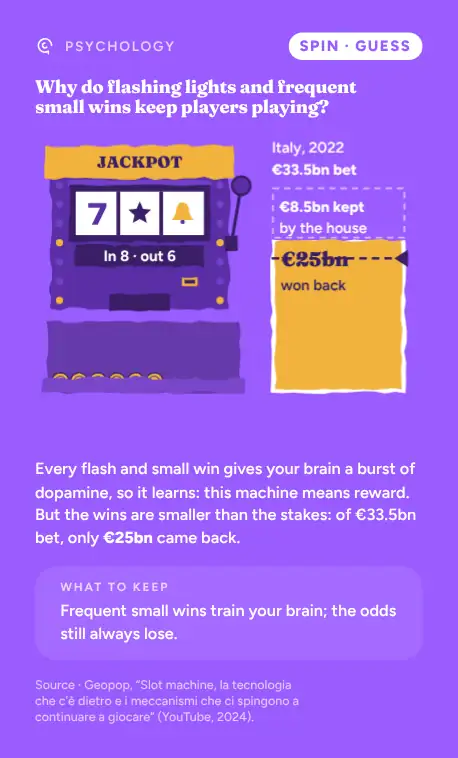 PSYCHOLOGY
SPIN · GUESS
Why do flashing lights and frequent
small wins keep players playing?
JACKPOT
7
In 8 · out 6
Italy, 2022
€33.5bn bet
€8.5bn kept
by the house
€25bn
won back
Every flash and small win gives your brain a burst of
dopamine, so it learns: this machine means reward.
But the wins are smaller than the stakes: of €33.5bn
bet, only €25bn came back.
WHAT TO KEEP
Frequent small wins train your brain; the odds
still always lose.
Source · Geopop, “Slot machine, la tecnologia
che c'è dietro e i meccanismi che ci spingono a
continuare a giocare” (YouTube, 2024).